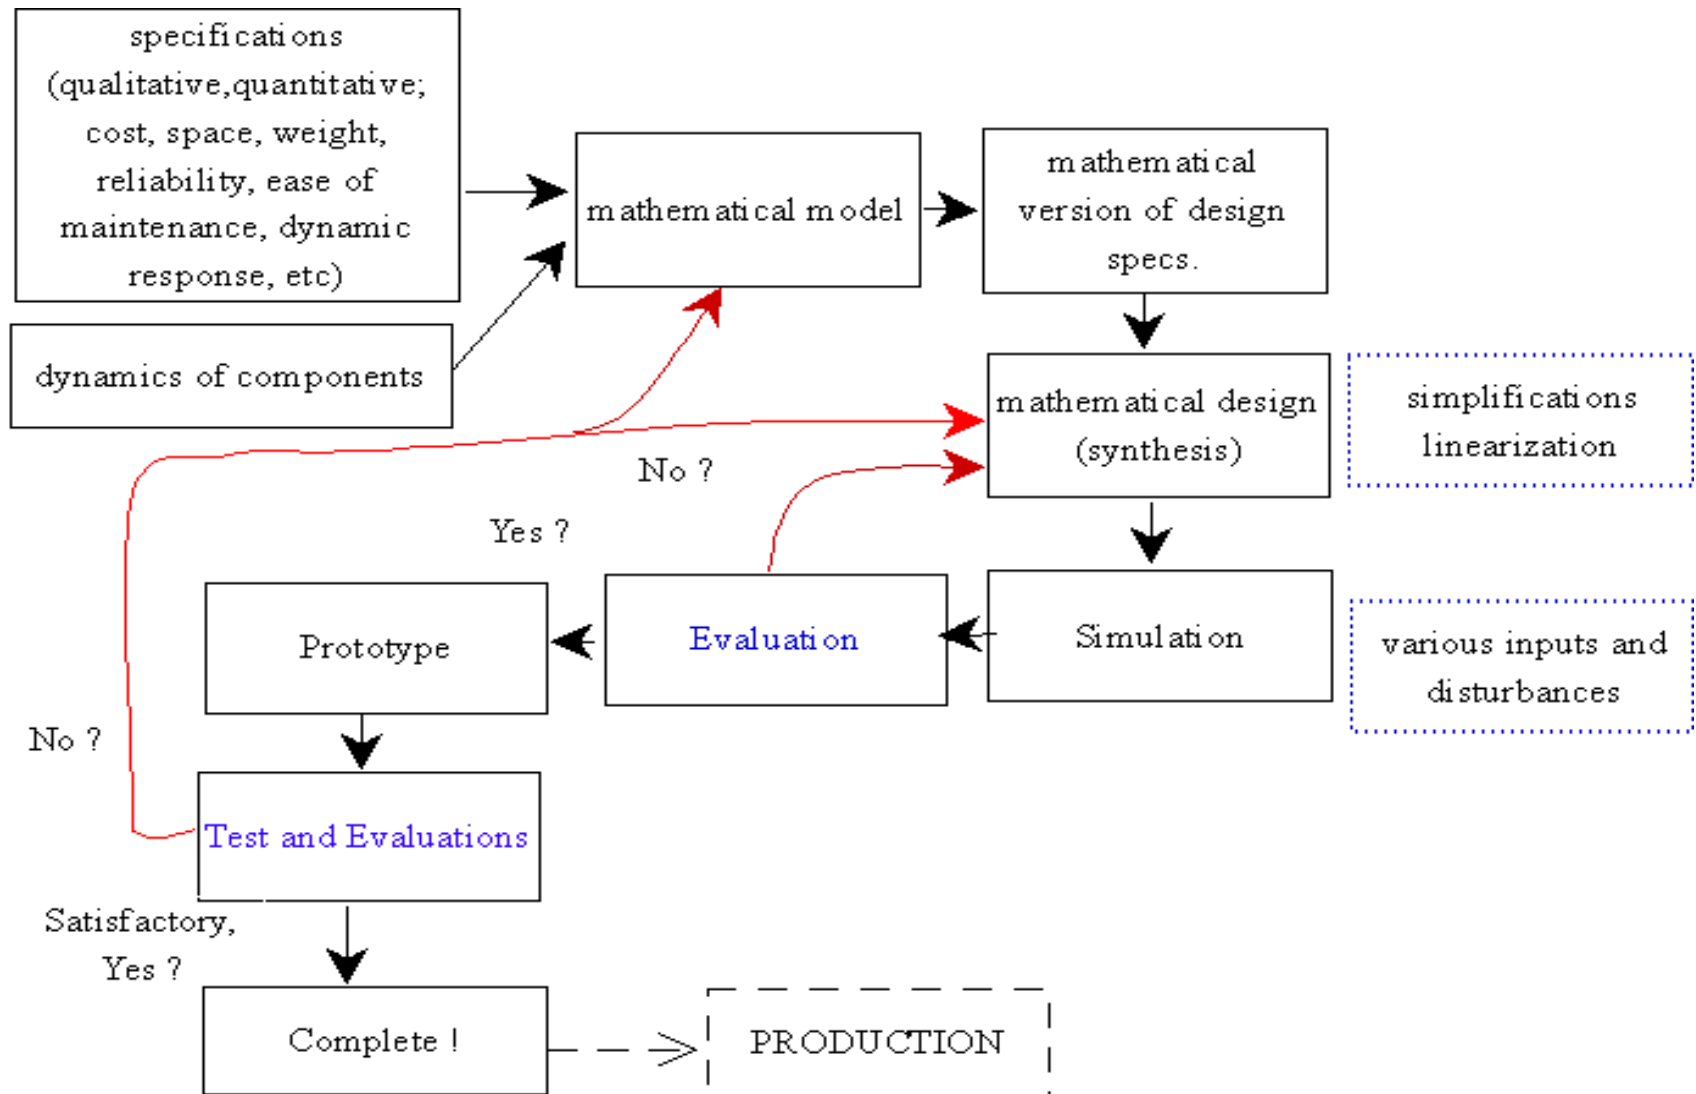 specifications
(qualitative,quantitative;
cost, space, weight,
reliability, ease of
maintenance, dynamic
response, etc)
dynamics of components
mathematical model
mathematical
version of design
specs.
mathematical design
(synthesis)
simplifications
linearization
No ?
Yes ?
Simulation
various inputs and
disturbances
Evaluation
Prototype
No ?
Test and Evaluations
Satisfactory,
Yes ?
Complete !
PRODUCTION